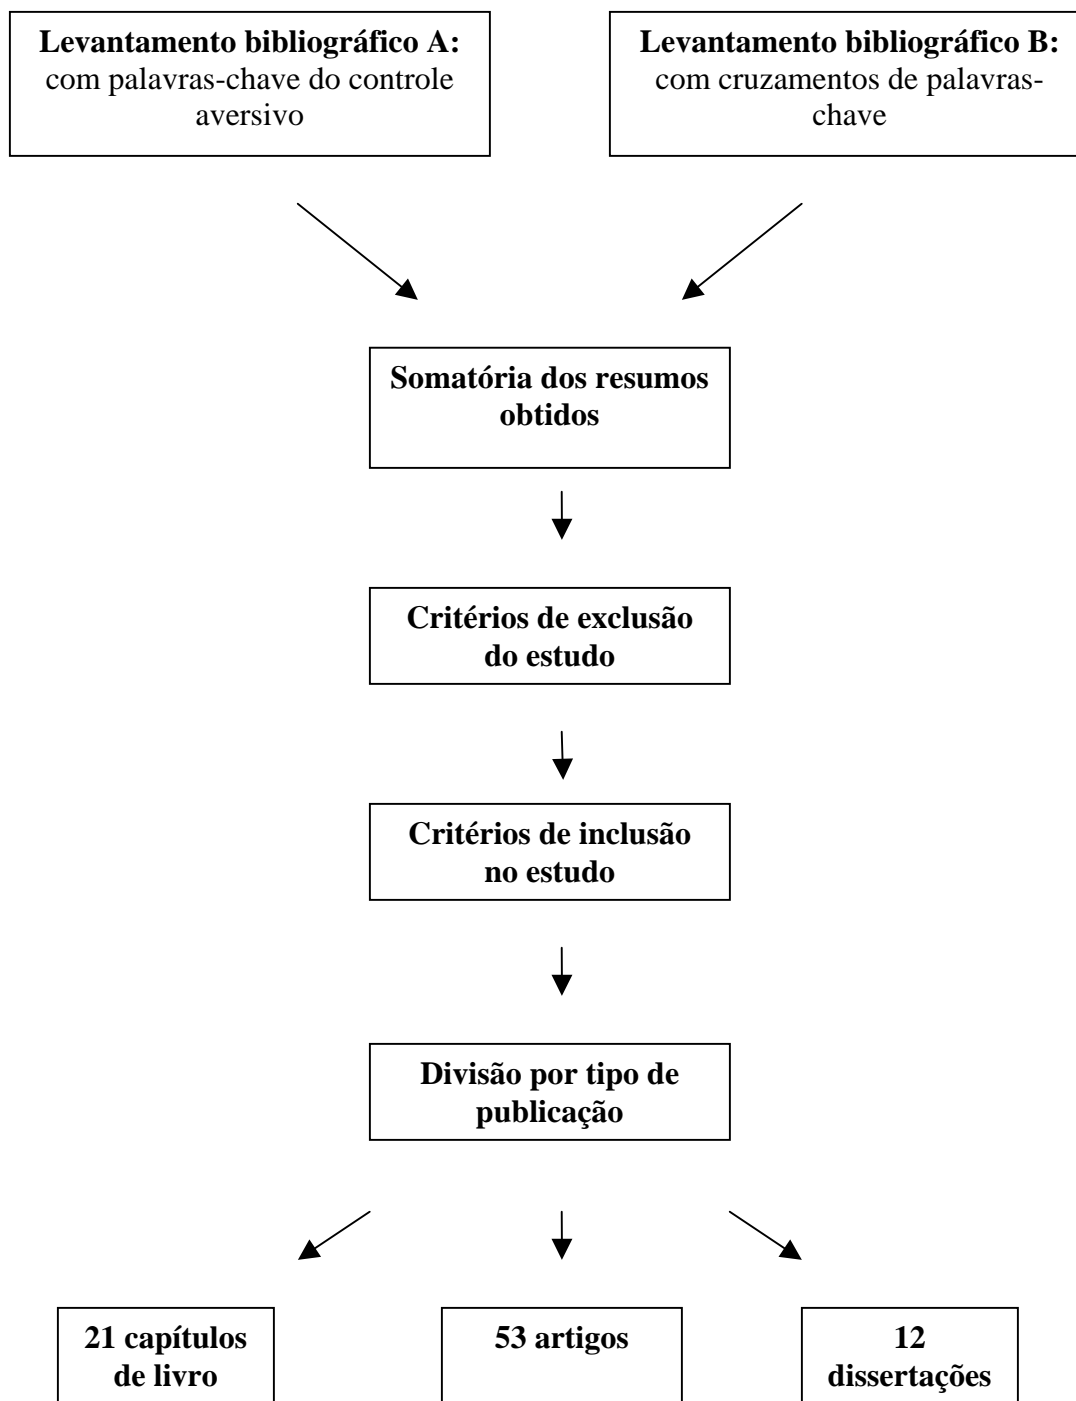 Levantamento bibliográfico A:
com palavras-chave do controle
aversivo
Levantamento bibliográfico B:
com cruzamentos de palavras-
chave
Somatória dos resumos
obtidos
Critérios de exclusão
do estudo
Critérios de inclusão
no estudo
Divisão por tipo de
publicação
21 capítulos
de livro
53 artigos
12
dissertações